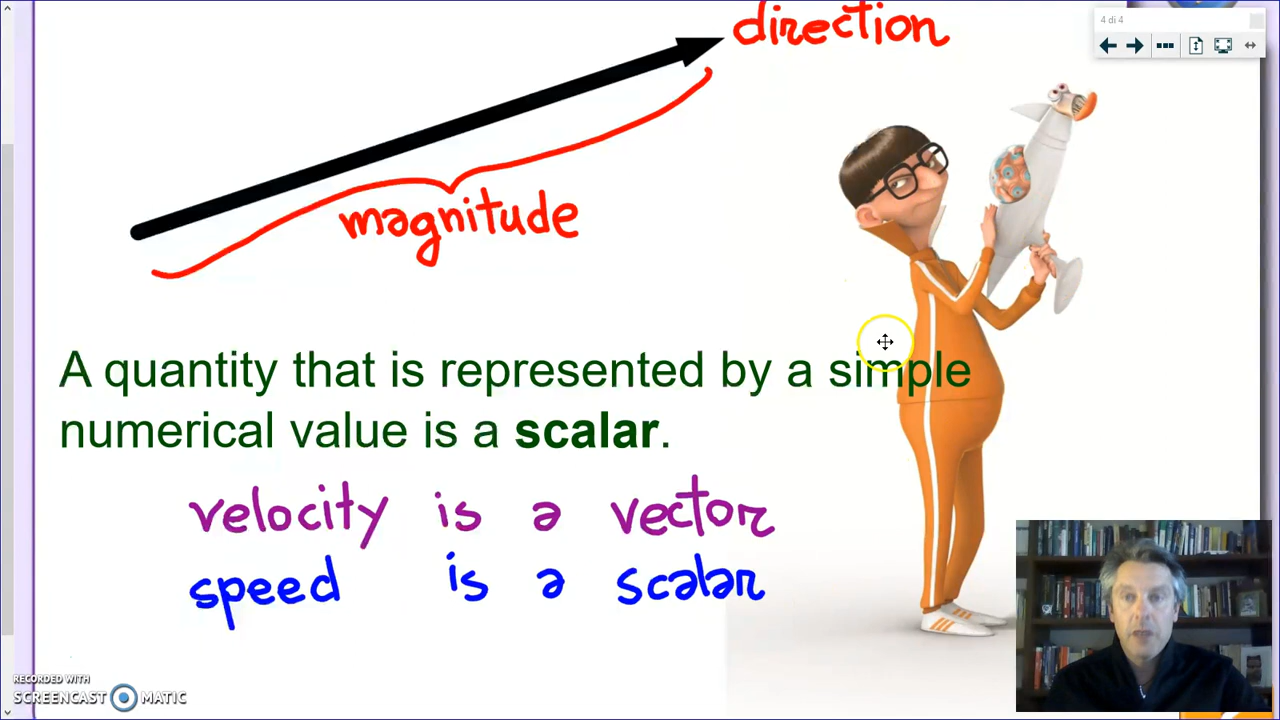 direction
4 di 4
magnitude
A quantity that is represented by a simple
numerical value is a scalar.
velocity is a vector
speed is a scalar
RECORDED WITH
SCREENCAST MATIC